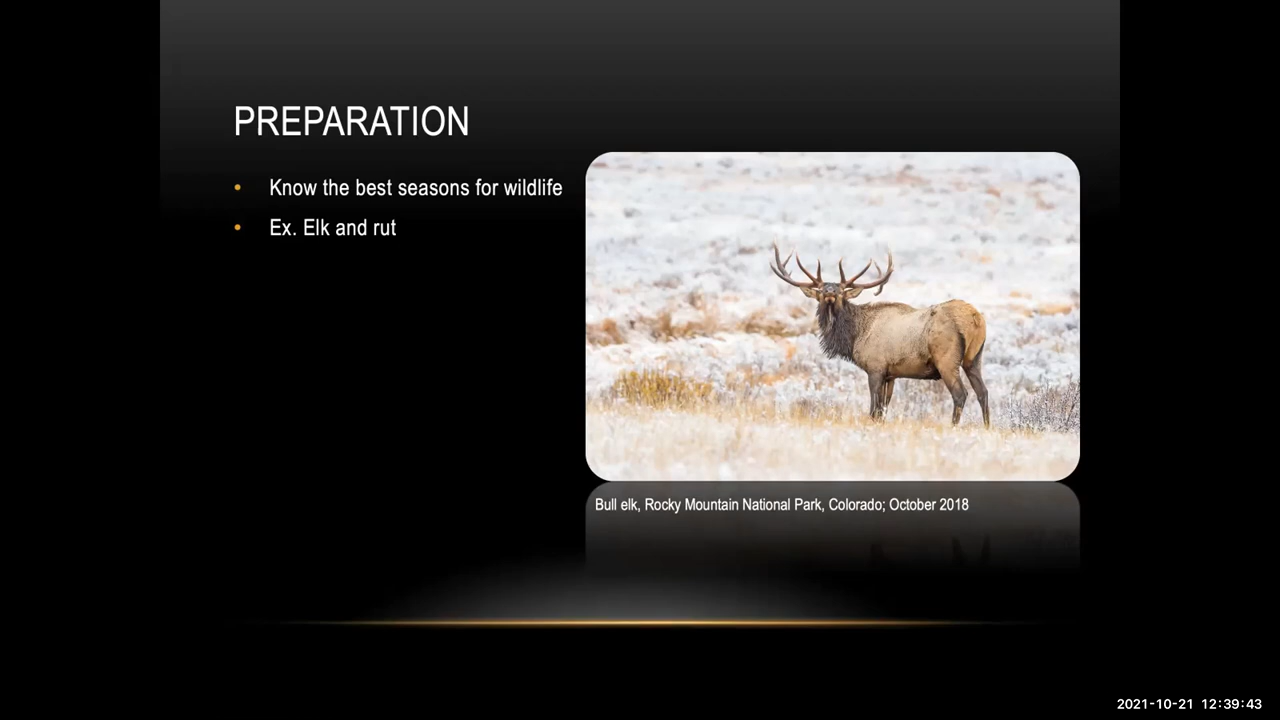 PREPARATION
• Know the best seasons for wildlife
• Ex. Elk and rut
Bull elk, Rocky Mountain National Park, Colorado; October 2018
2021-10-21 12:39:43